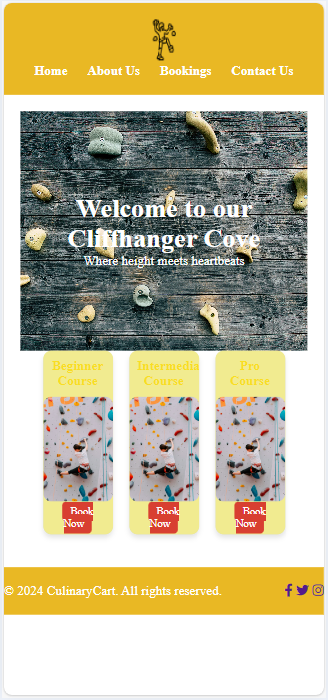 Home About Us Bookings Contact Us
Welcome to our
Cliffhanger Cove
Where height meets heartbeats
Beginner
Course
Intermedia
Course
Pro
Course
Book
Now
Book
Now
Book
Now
© 2024 CulinaryCart. All rights reserved.